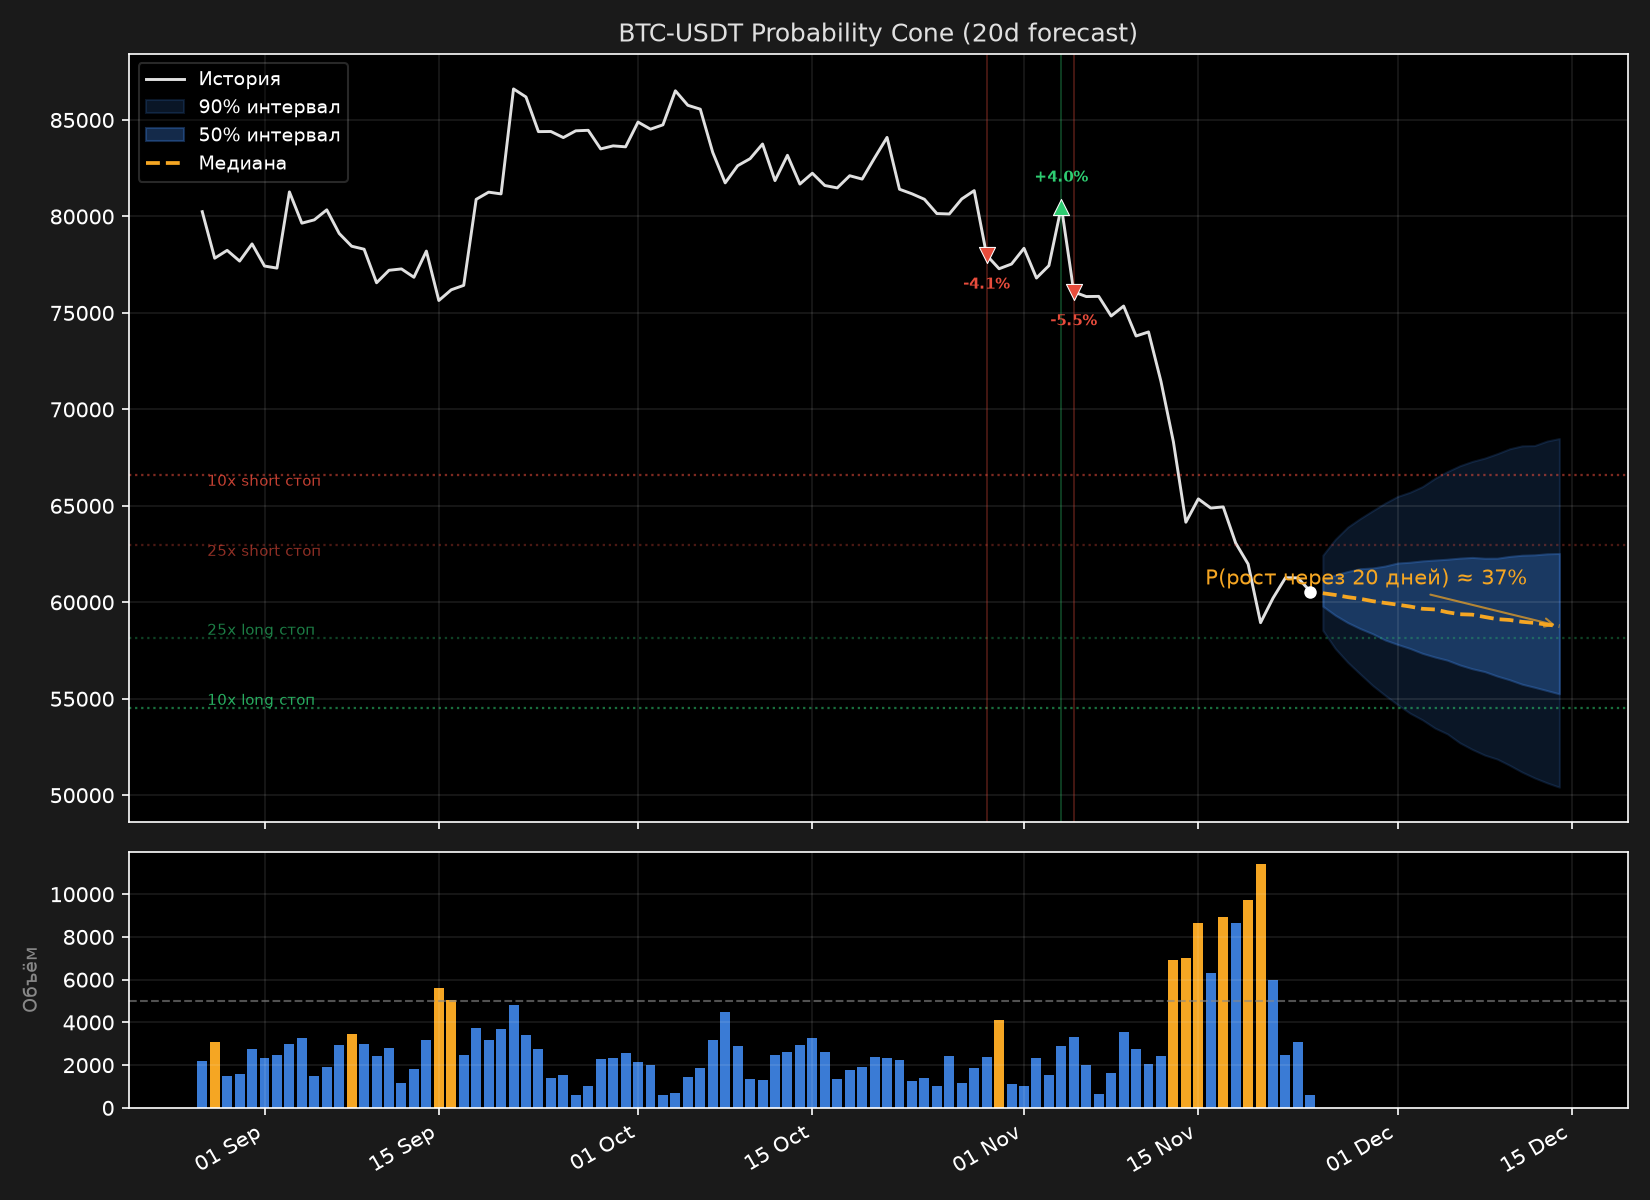 BTC-USDT Probability Cone (20d forecast)
История
90% интервал
50% интервал
Медиана
85000
80000
75000
70000
65000
60000
55000
50000
+4.0%
-4.1%
-5.5%
10x short стоп
25x short стоп
P(рост через 20 дней) ≈ 37%
25x long стоп
10x long стоп
Объём
10000
8000
6000
4000
2000
0
01 Sep
15 Sep
01 Oct
15 Oct
01 Nov
15 Nov
01 Dec
15 Dec